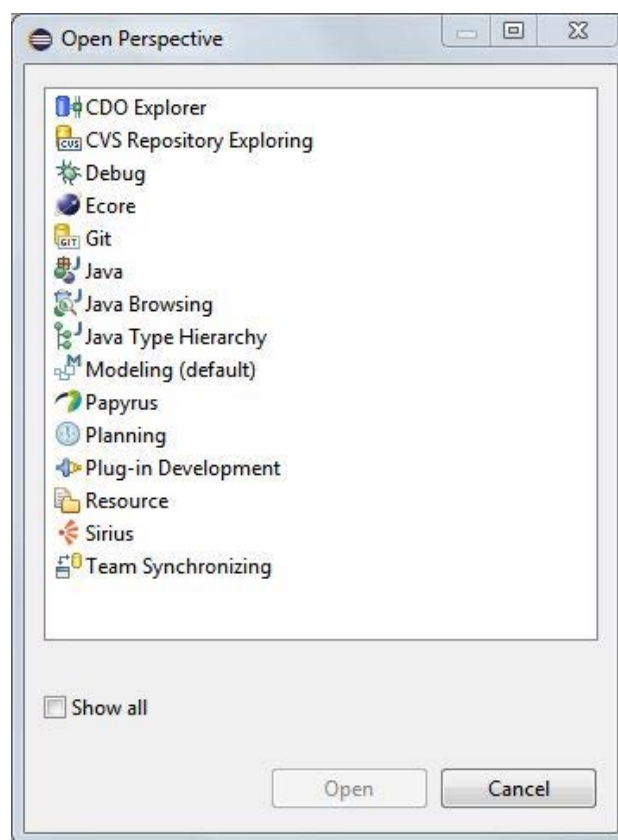 Open Perspective
CDO Explorer
CVS Repository Exploring
Debug
Ecore
Git
Java
Java Browsing
Java Type Hierarchy
Modeling (default)
Papyrus
Planning
Plug-in Development
Resource
Sirius
Team Synchronizing
Show all
Open
Cancel